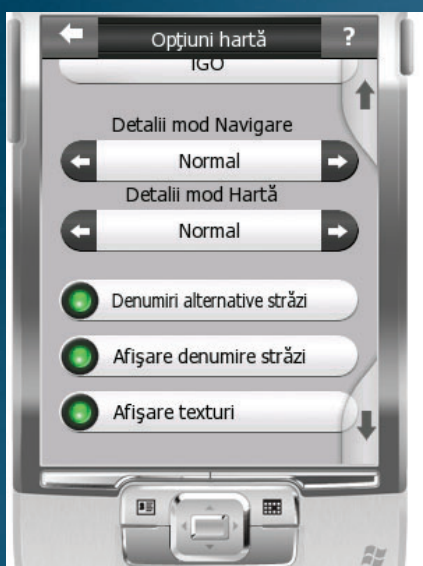 Opţiuni hartă ?
IGO
Detalii mod Navigare
Normal
Detalii mod Hartă
Normal
Denumiri alternative străzi
Afişare denumire străzi
Afişare texturi